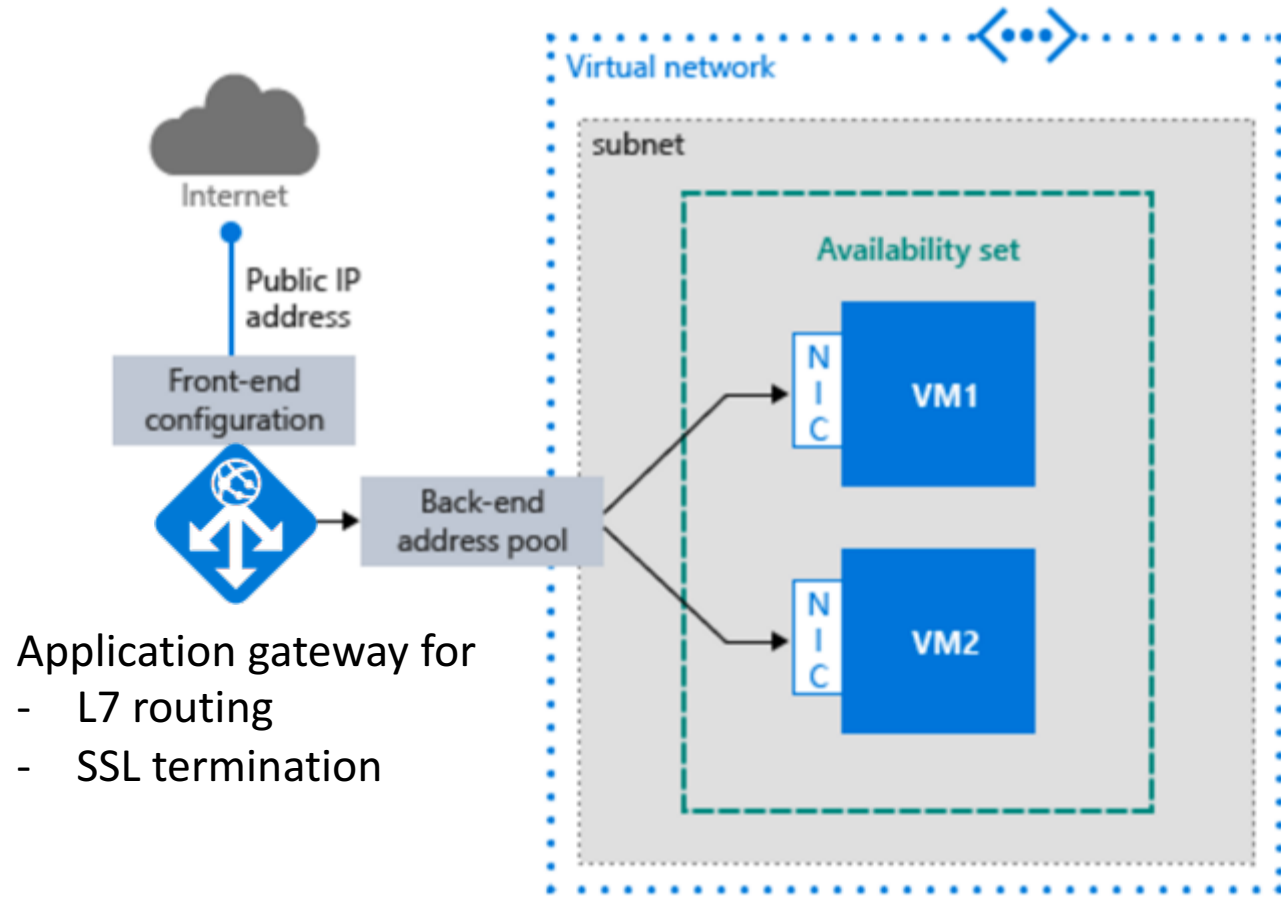 Virtual network
subnet
Internet
Availability set
Public IP
address
N
I
C
VM1
Front-end
configuration
Back-end
address pool
N
I
C
VM2
Application gateway for
- L7 routing
- SSL termination